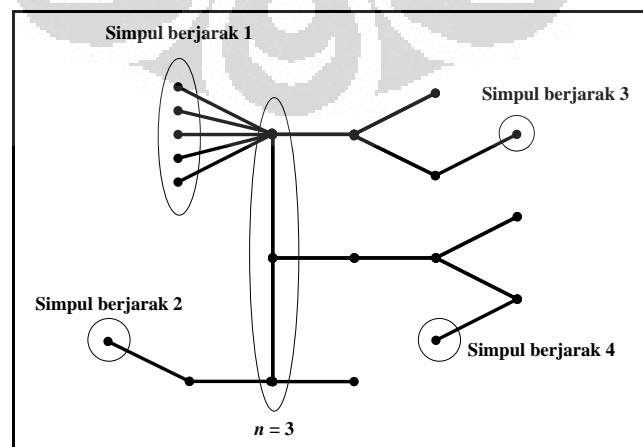 Simpul berjarak 1
Simpul berjarak 3
Simpul berjarak 2
Simpul berjarak 4
n = 3